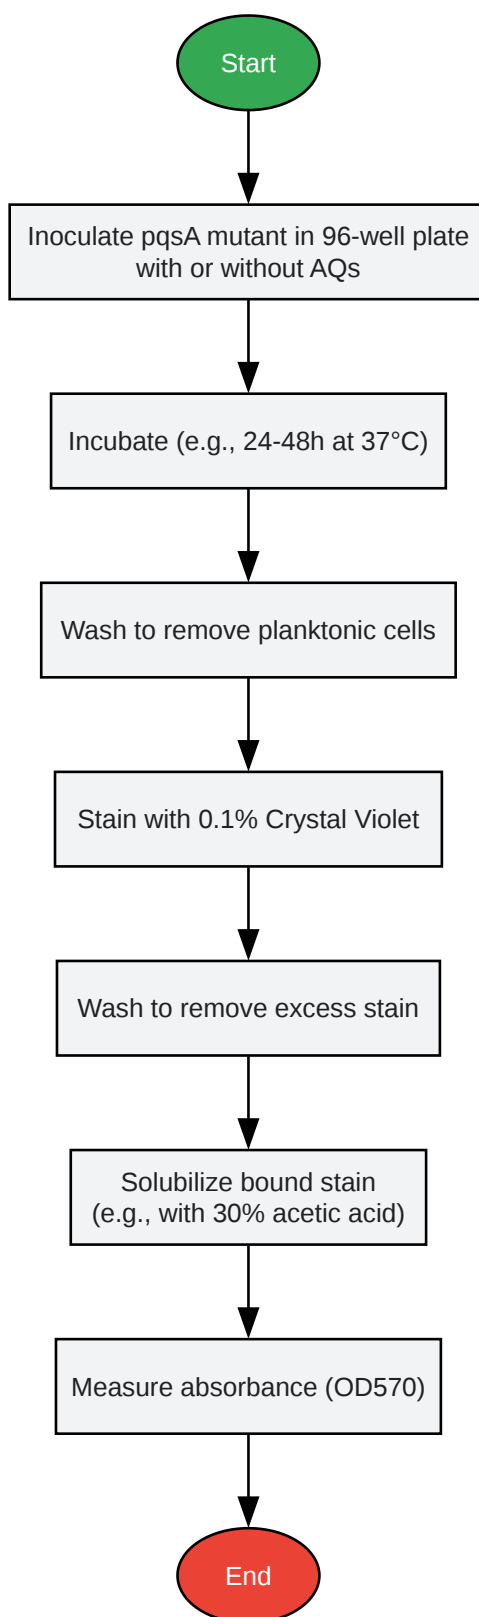 Start
Inoculate pqsA mutant in 96-well plate
with or without AQs
Incubate (e.g., 24-48h at 37°C)
Wash to remove planktonic cells
Stain with 0.1% Crystal Violet
Wash to remove excess stain
Solubilize bound stain
(e.g., with 30% acetic acid)
Measure absorbance (OD570)
End